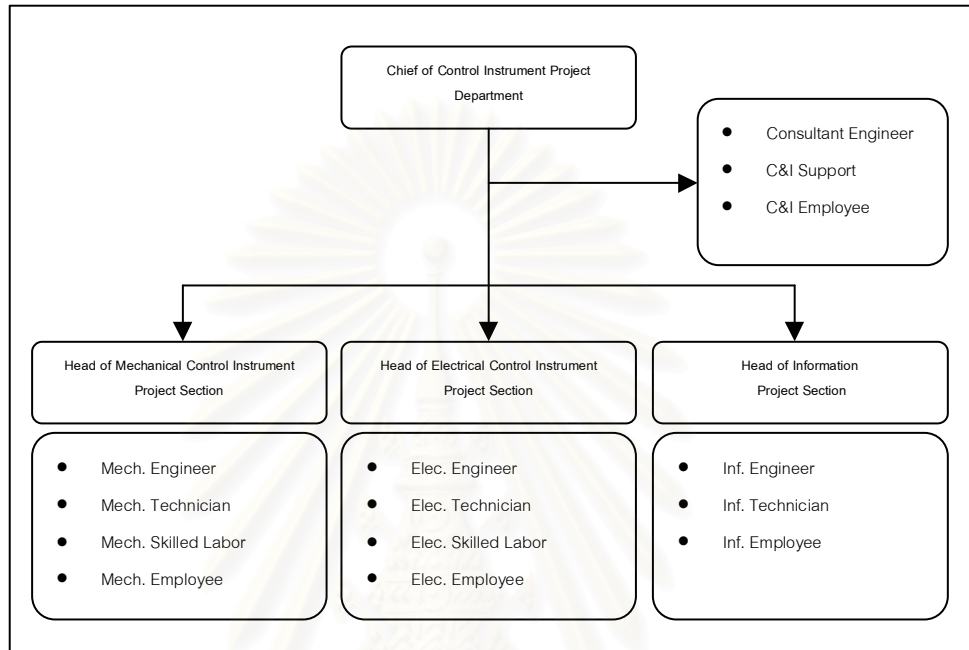 Chief of Control Instrument Project
Department
● Consultant Engineer
● C&I Support
● C&I Employee
Head of Mechanical Control Instrument
Project Section
Head of Electrical Control Instrument
Project Section
Head of Information
Project Section
● Mech. Engineer
● Mech. Technician
● Mech. Skilled Labor
● Mech. Employee
● Elec. Engineer
● Elec. Technician
● Elec. Skilled Labor
● Elec. Employee
● Inf. Engineer
● Inf. Technician
● Inf. Employee